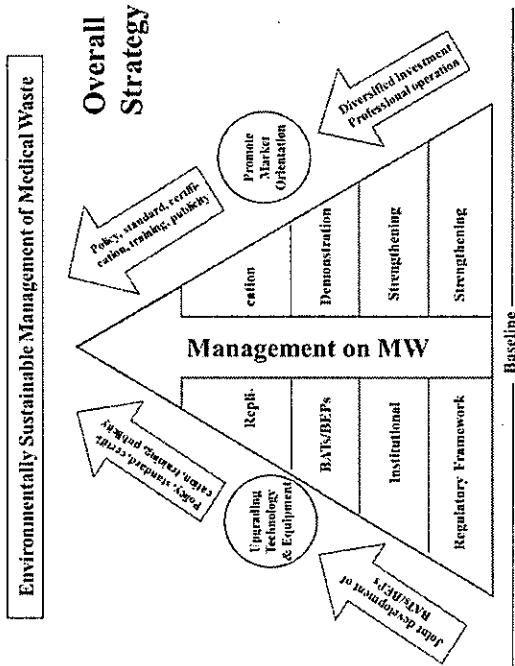 Environmentally Sustainable Management of Medical Waste
Overall
Strategy
Policy, standard, certifi-
cation, training, publicity
Policy, standard, certifi-
cation, training, publicity
Upgrading
Technology
& Equipment
Promote
Market
Orientation
Joint development of
BATs/BEPs
Diversified Investment
Professional operation
Management on MW
Repli-
cation
BATs/BEPs
Demonstration
Institutional
Strengthening
Regulatory Framework
Strengthening
Baseline